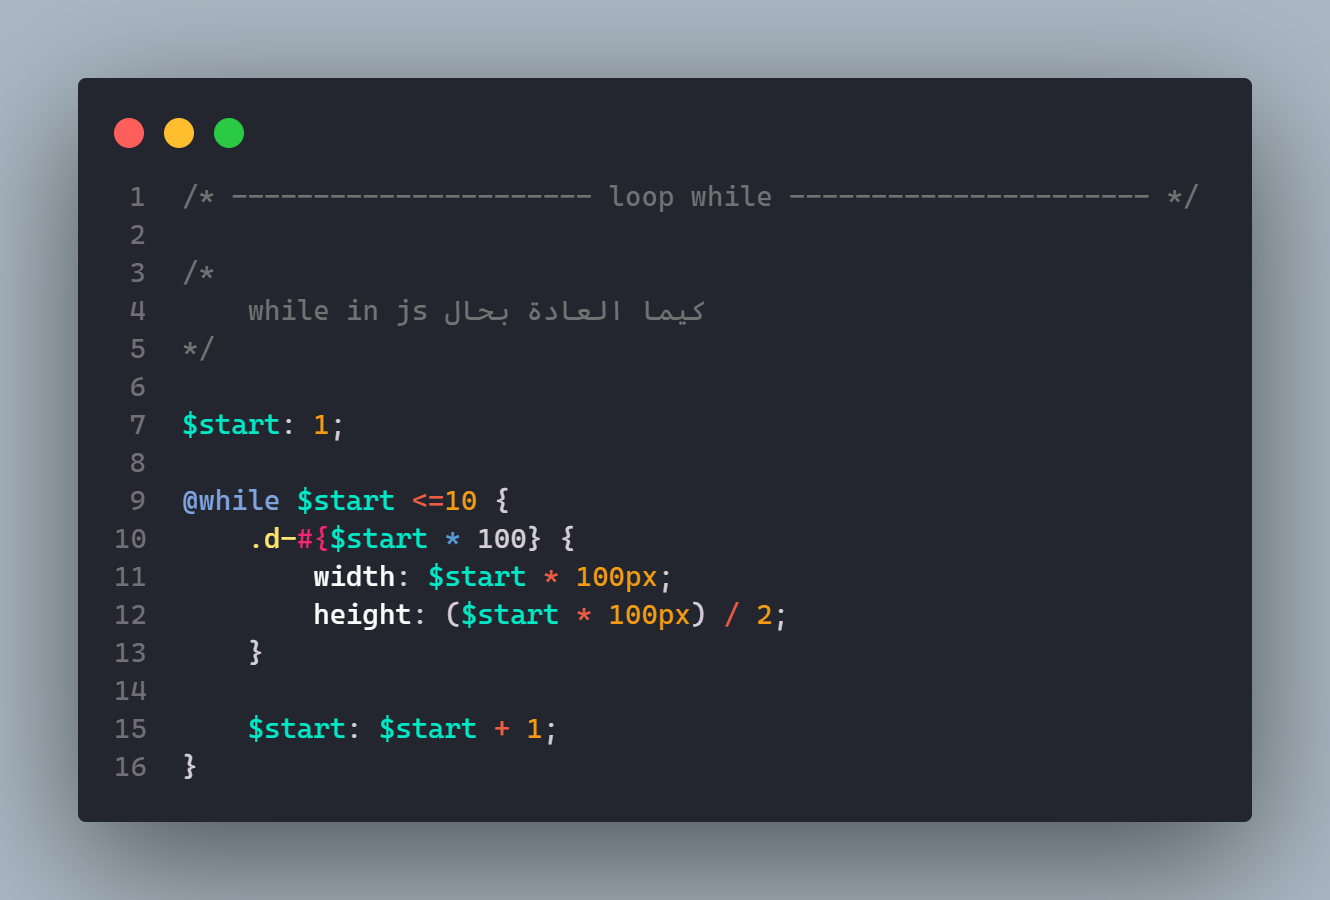 1 /* ---------------------- loop while ---------------------- */
2
3 /*
4     while in js كيما العادة بحال
5 */
6
7 $start: 1;
8
9 @while $start <=10 {
10     .d-#{$start * 100} {
11         width: $start * 100px;
12         height: ($start * 100px) / 2;
13     }
14
15     $start: $start + 1;
16 }